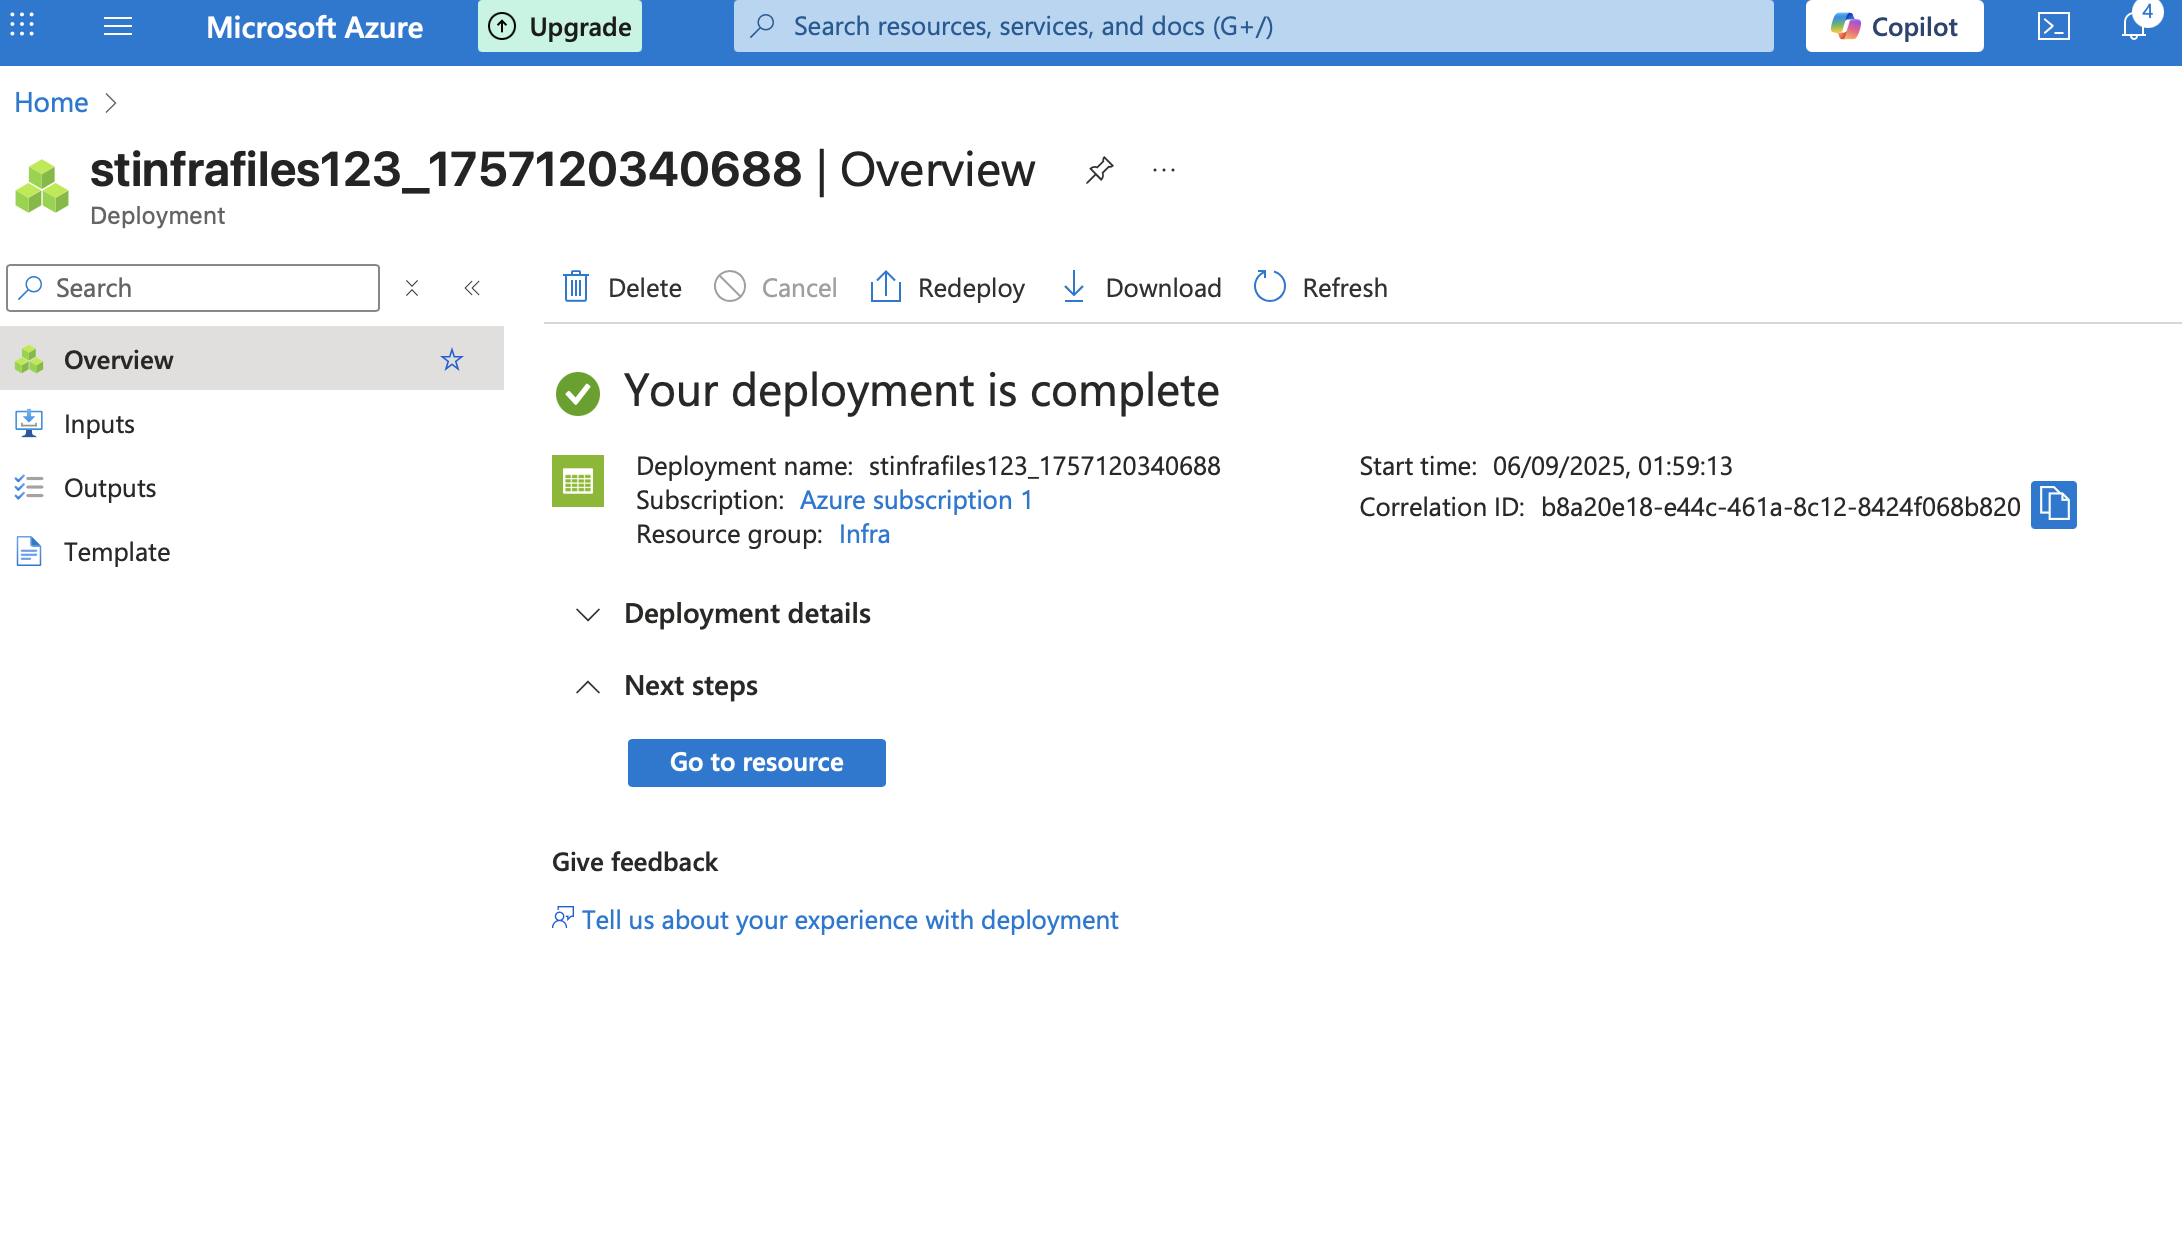 Microsoft Azure
Upgrade
Search resources, services, and docs (G+/)
Copilot
4
Home
stinfrafiles123_1757120340688 | Overview
Deployment
Search
Delete
Cancel
Redeploy
Download
Refresh
Overview
Inputs
Outputs
Template
Your deployment is complete
Deployment name: stinfrafiles123_1757120340688
Subscription: Azure subscription 1
Resource group: Infra
Start time: 06/09/2025, 01:59:13
Correlation ID: b8a20e18-e44c-461a-8c12-8424f068b820
Deployment details
Next steps
Go to resource
Give feedback
Tell us about your experience with deployment